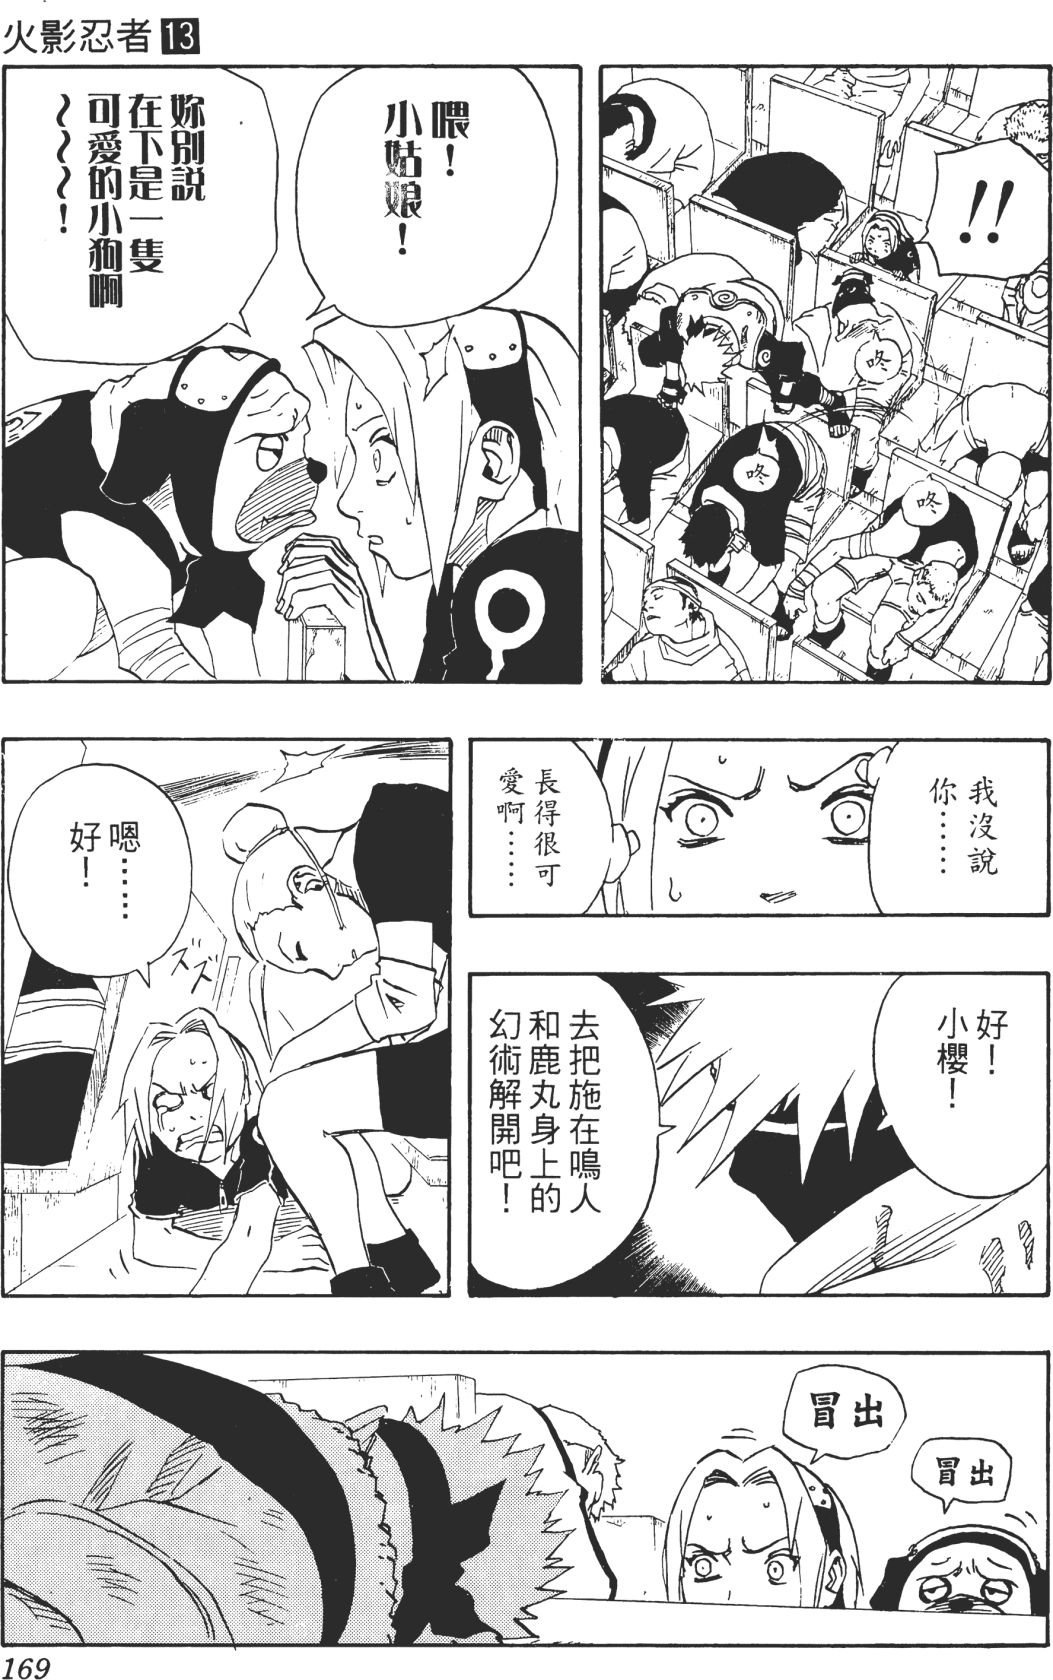 火影忍者 13
!!
咚
咚
咚
喂！
小姑娘！
妳別說
在下是一隻
可愛的小狗啊
～～～！
我沒說
你……
長得很可
愛啊……
好！
小櫻！
去把施在鳴人
和鹿丸身上的
幻術解開吧！
嗯……
好！
ズズ
冒出
冒出
169